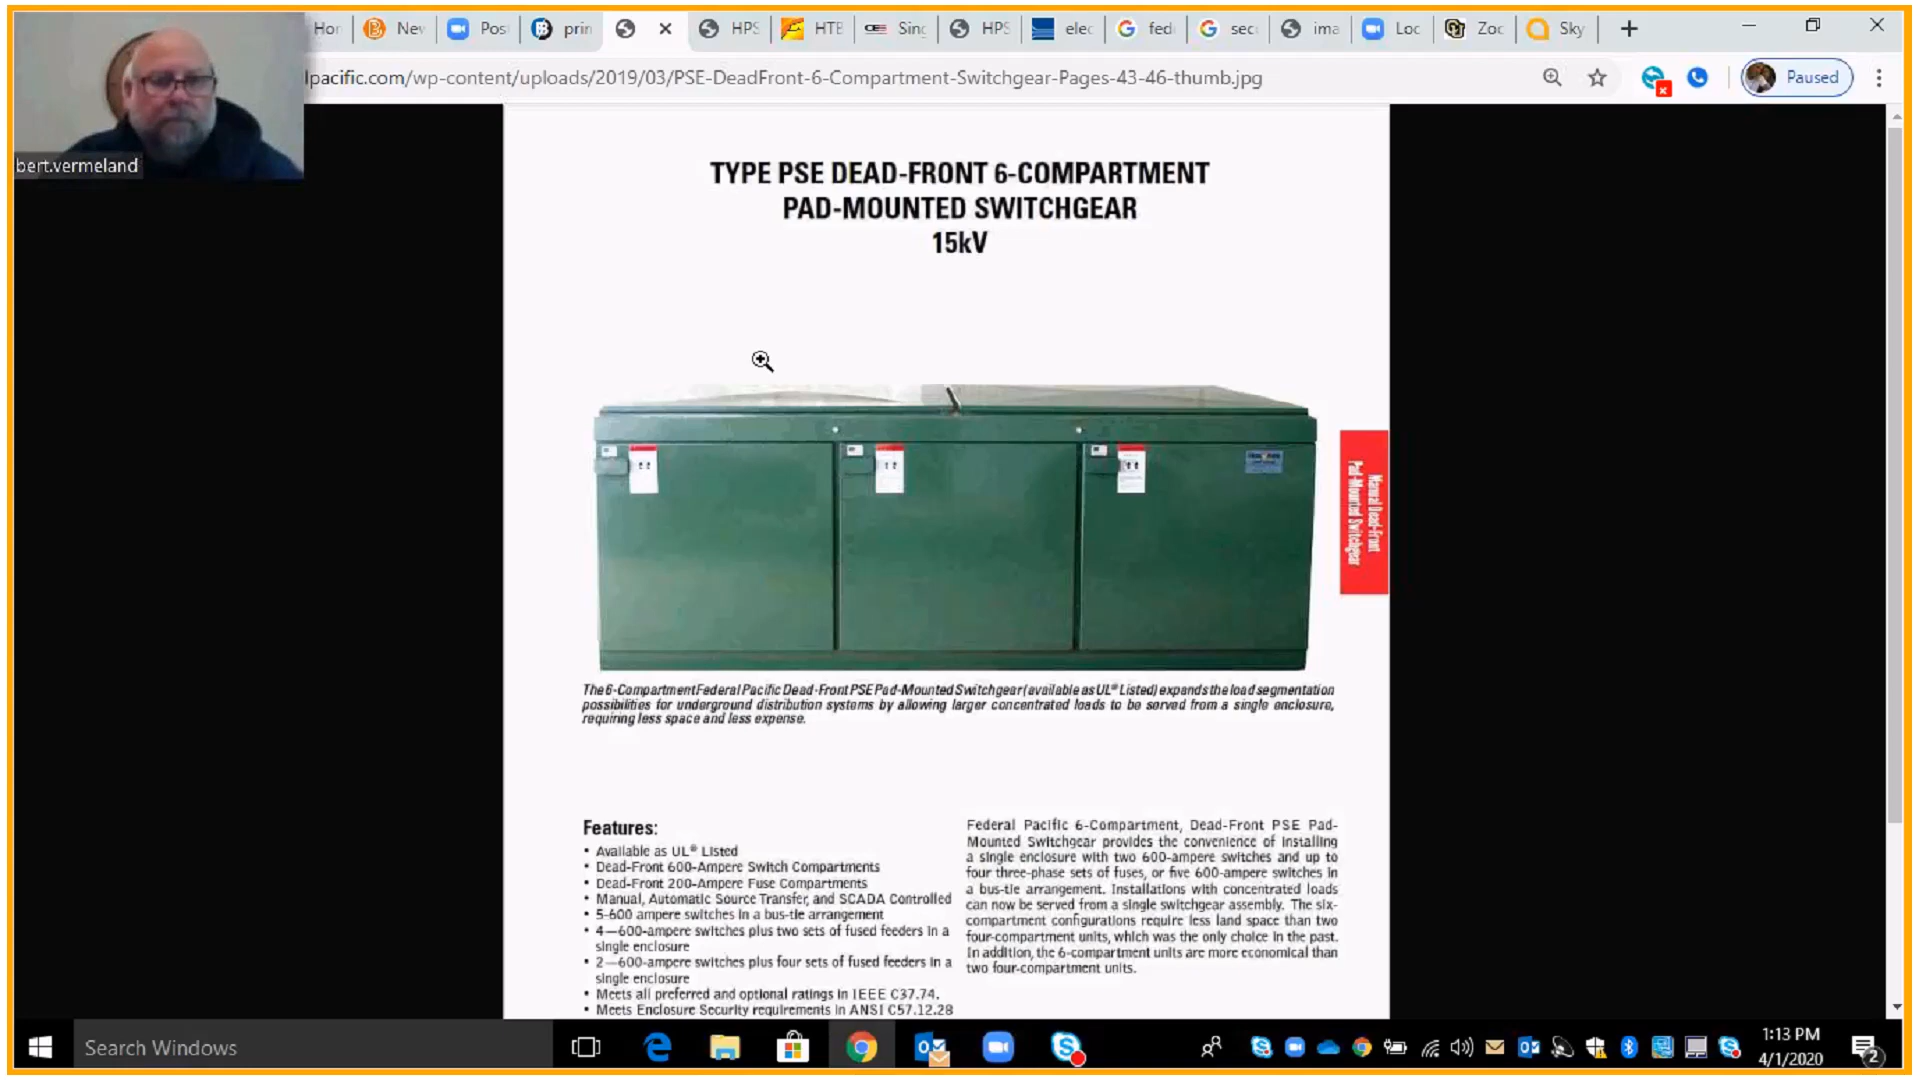 Hor
New
Pos
prin
HPS
HTB
Sing
HPS
elec
fed
sec
ima
Loc
Zoc
Sky
lpacific.com/wp-content/uploads/2019/03/PSE-DeadFront-6-Compartment-Switchgear-Pages-43-46-thumb.jpg
Paused
bert.vermeland
TYPE PSE DEAD-FRONT 6-COMPARTMENT
PAD-MOUNTED SWITCHGEAR
15kV
Manual Dead-Front
Pad-Mounted Switchgear
The 6-Compartment Federal Pacific Dead-Front PSE Pad-Mounted Switchgear (available as UL® Listed) expands the load segmentation
possibilities for underground distribution systems by allowing larger concentrated loads to be served from a single enclosure,
requiring less space and less expense.
Features:
• Available as UL® Listed
• Dead-Front 600-Ampere Switch Compartments
• Dead-Front 200-Ampere Fuse Compartments
• Manual, Automatic Source Transfer, and SCADA Controlled
• 5-600 ampere switches in a bus-tie arrangement
• 4—600-ampere switches plus two sets of fused feeders in a
single enclosure
• 2—600-ampere switches plus four sets of fused feeders in a
single enclosure
• Meets all preferred and optional ratings in IEEE C37.74.
• Meets Enclosure Security requirements in ANSI C57.12.28
Federal Pacific 6-Compartment, Dead-Front PSE Pad-
Mounted Switchgear provides the convenience of installing
a single enclosure with two 600-ampere switches and up to
four three-phase sets of fuses, or five 600-ampere switches in
a bus-tie arrangement. Installations with concentrated loads
can now be served from a single switchgear assembly. The six-
compartment configurations require less land space than two
four-compartment units, which was the only choice in the past.
In addition, the 6-compartment units are more economical than
two four-compartment units.
Search Windows
1:13 PM
4/1/2020
2